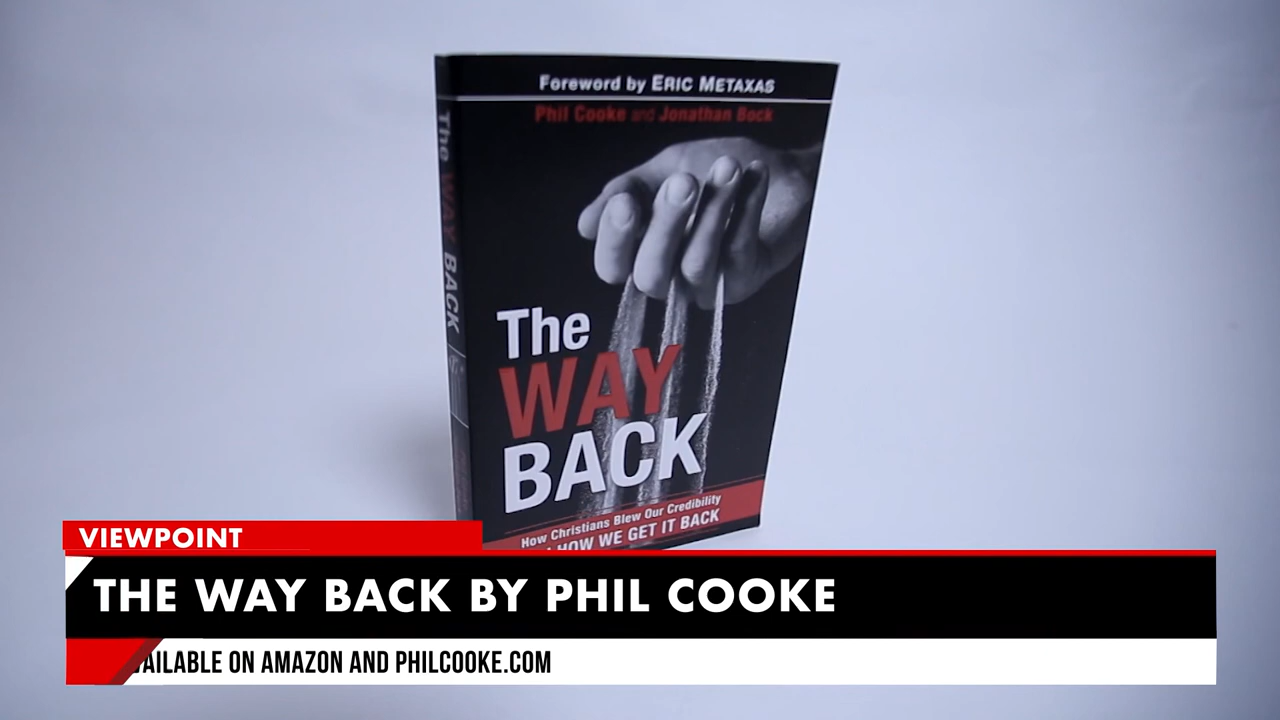 Foreword by ERIC METAXAS
Phil Cooke and Jonathan Bock
The WAY BACK
The
WAY
BACK
How Christians Blew Our Credibility
HOW WE GET IT BACK
VIEWPOINT
THE WAY BACK BY PHIL COOKE
AILABLE ON AMAZON AND PHILCOOKE.COM